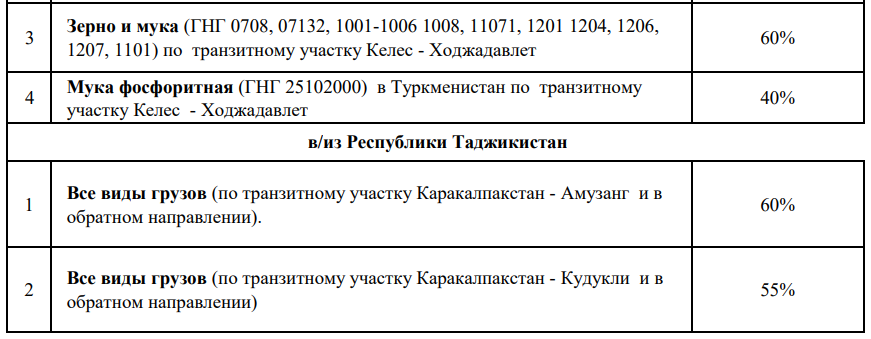 3
Зерно и мука (ГНГ 0708, 07132, 1001-1006 1008, 11071, 1201 1204, 1206,
1207, 1101) по транзитному участку Келес - Ходжадавлет
60%
4
Мука фосфоритная (ГНГ 25102000) в Туркменистан по транзитному
участку Келес - Ходжадавлет
40%
в/из Республики Таджикистан
1
Все виды грузов (по транзитному участку Каракалпакстан - Амузанг и в
обратном направлении).
60%
2
Все виды грузов (по транзитному участку Каракалпакстан - Кудукли и в
обратном направлении)
55%